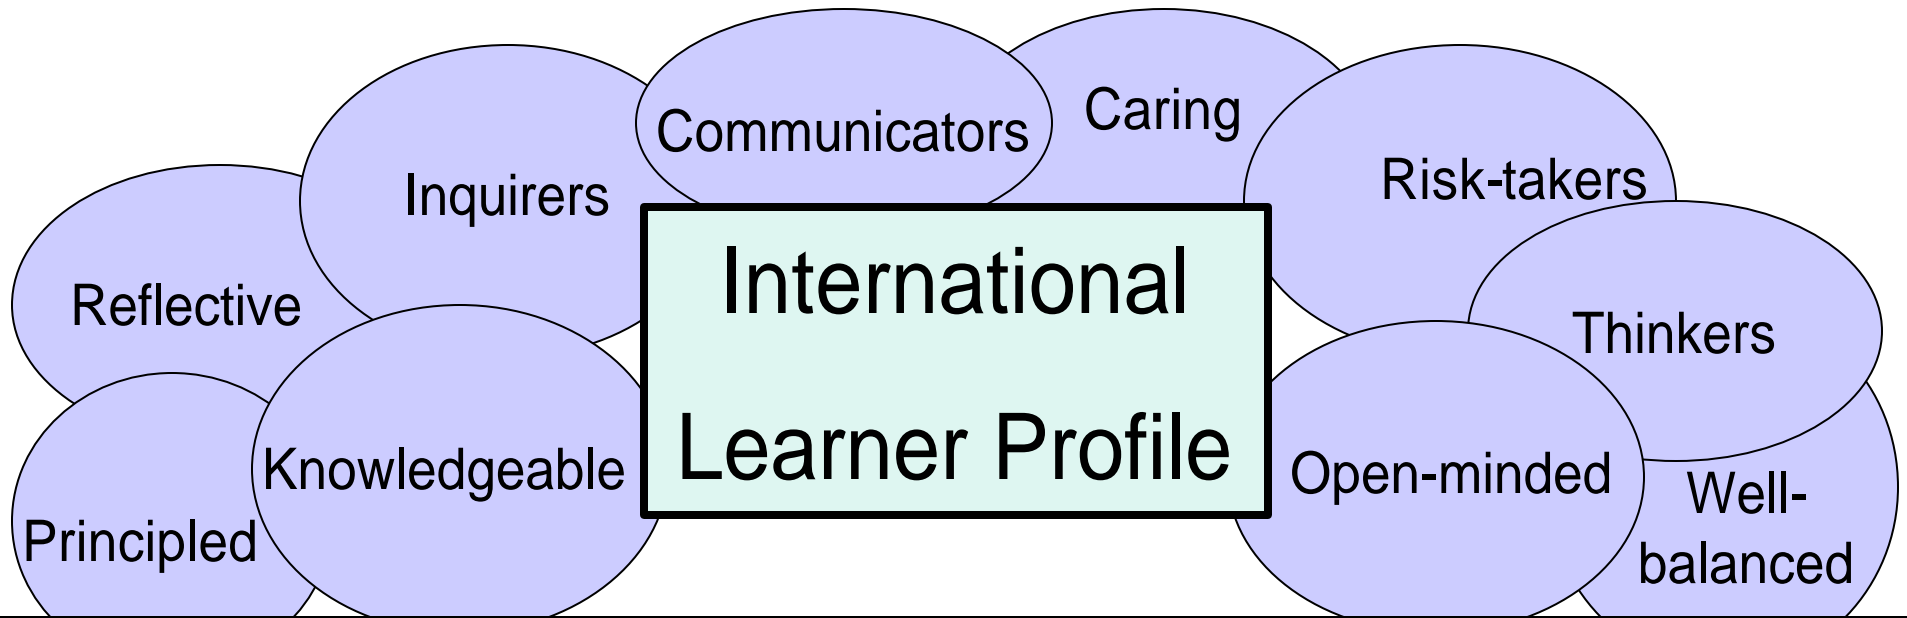 Communicators
Caring
Inquirers
Risk-takers
Reflective
International
Learner Profile
Thinkers
Knowledgeable
Open-minded
Principled
Well-
balanced